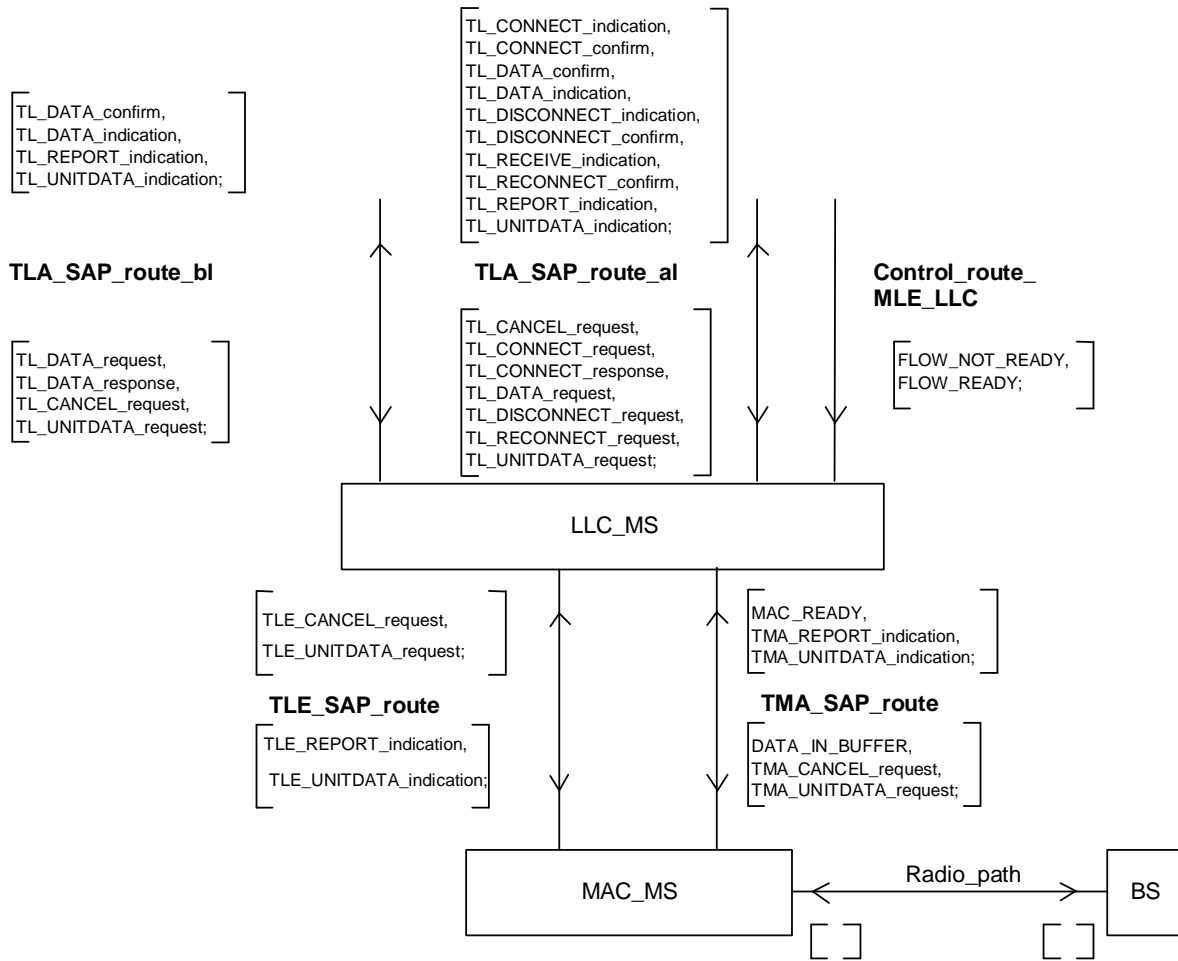 TL_CONNECT_indication,
TL_CONNECT_confirm,
TL_DATA_confirm,
TL_DATA_indication,
TL_DISCONNECT_indication,
TL_DISCONNECT_confirm,
TL_RECEIVE_indication,
TL_RECONNECT_confirm,
TL_REPORT_indication,
TL_UNITDATA_indication;
TL_DATA_confirm,
TL_DATA_indication,
TL_REPORT_indication,
TL_UNITDATA_indication;
TLA_SAP_route_bl
TLA_SAP_route_al
Control_route_
MLE_LLC
TL_DATA_request,
TL_DATA_response,
TL_CANCEL_request,
TL_UNITDATA_request;
TL_CANCEL_request,
TL_CONNECT_request,
TL_CONNECT_response,
TL_DATA_request,
TL_DISCONNECT_request,
TL_RECONNECT_request,
TL_UNITDATA_request;
FLOW_NOT_READY,
FLOW_READY;
LLC_MS
TLE_CANCEL_request,
TLE_UNITDATA_request;
MAC_READY,
TMA_REPORT_indication,
TMA_UNITDATA_indication;
TLE_SAP_route
TMA_SAP_route
TLE_REPORT_indication,
TLE_UNITDATA_indication;
DATA_IN_BUFFER,
TMA_CANCEL_request,
TMA_UNITDATA_request;
MAC_MS
Radio_path
BS